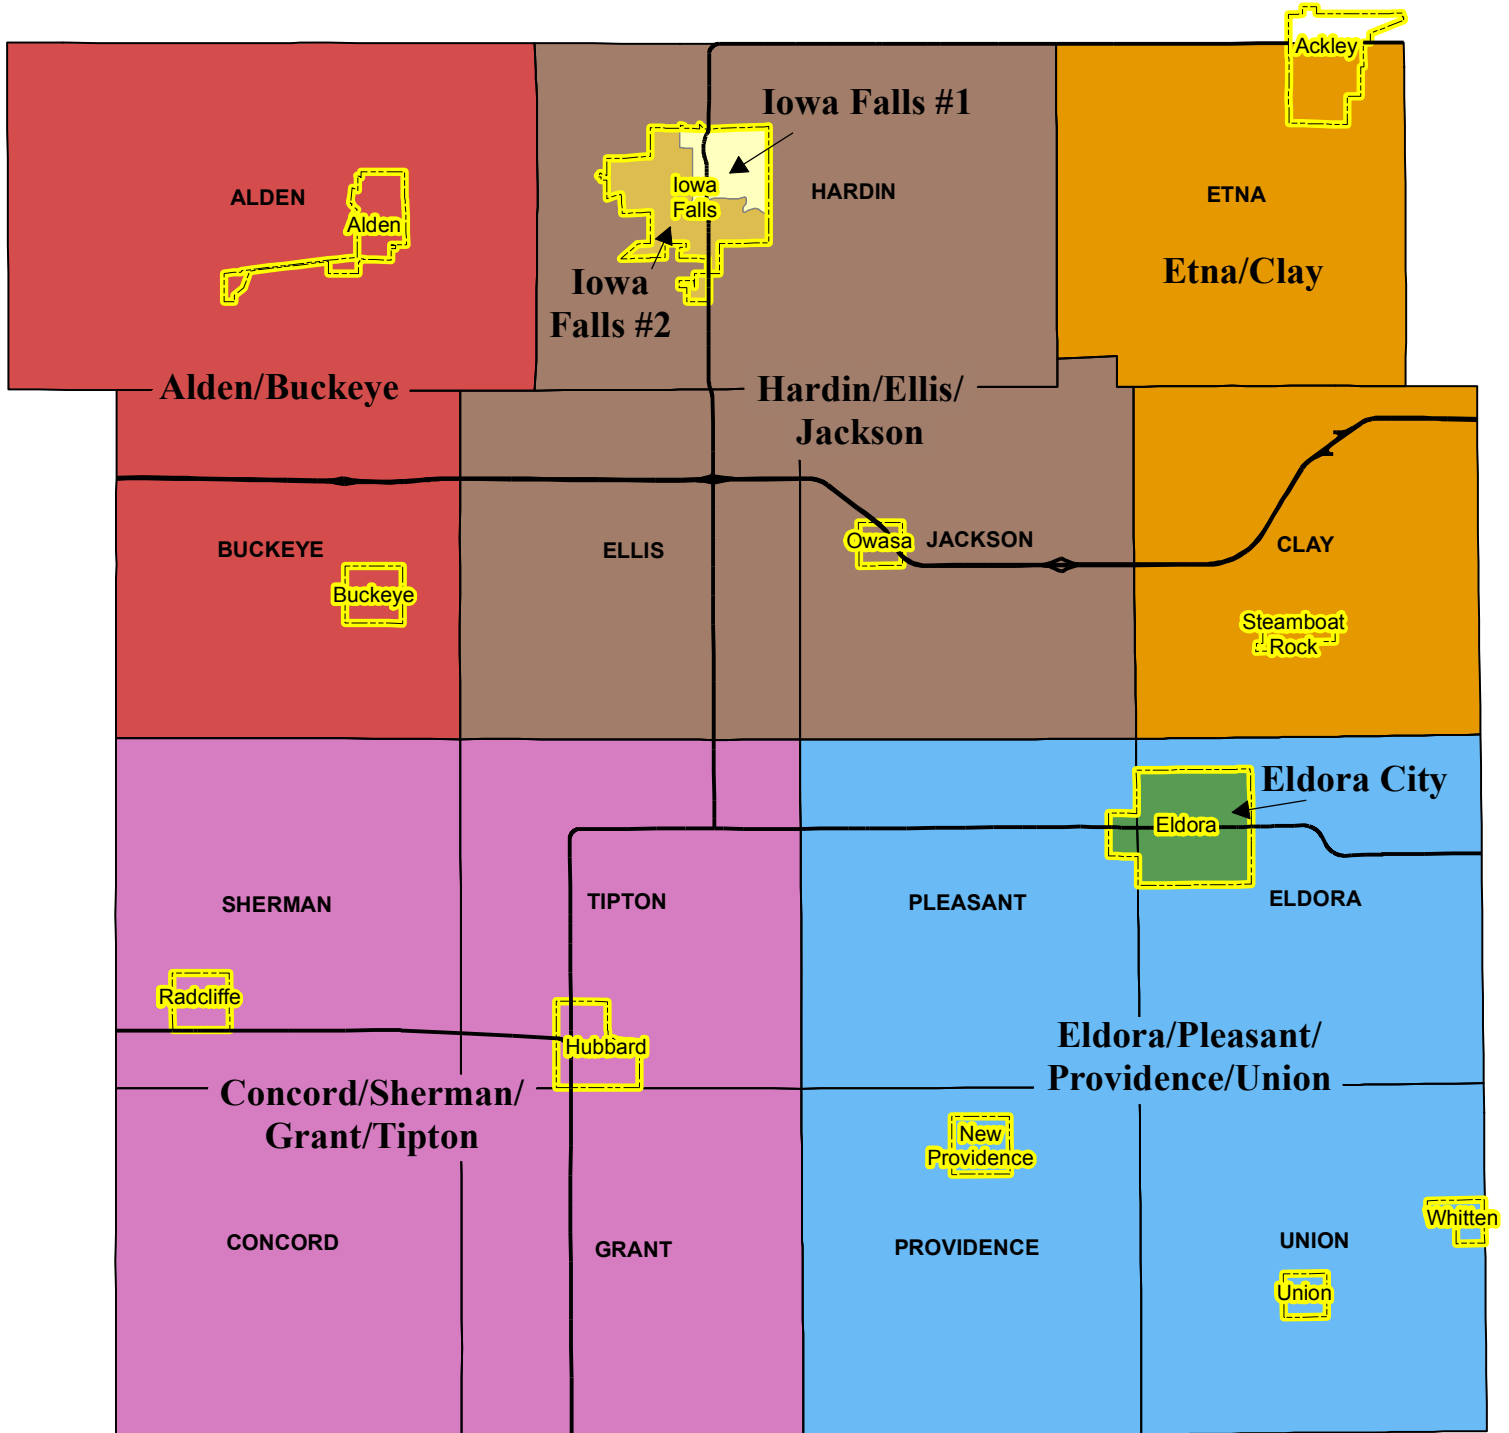 Ackley
Iowa Falls #1
ALDEN
Alden
Iowa
Falls
HARDIN
ETNA
Etna/Clay
Iowa
Falls #2
Alden/Buckeye
Hardin/Ellis/
Jackson
BUCKEYE
Buckeye
ELLIS
Owasa
JACKSON
CLAY
Steamboat
Rock
Eldora City
Eldora
SHERMAN
TIPTON
PLEASANT
ELDORA
Radcliffe
Hubbard
Eldora/Pleasant/
Providence/Union
Concord/Sherman/
Grant/Tipton
New
Providence
Whitten
CONCORD
GRANT
PROVIDENCE
UNION
Union